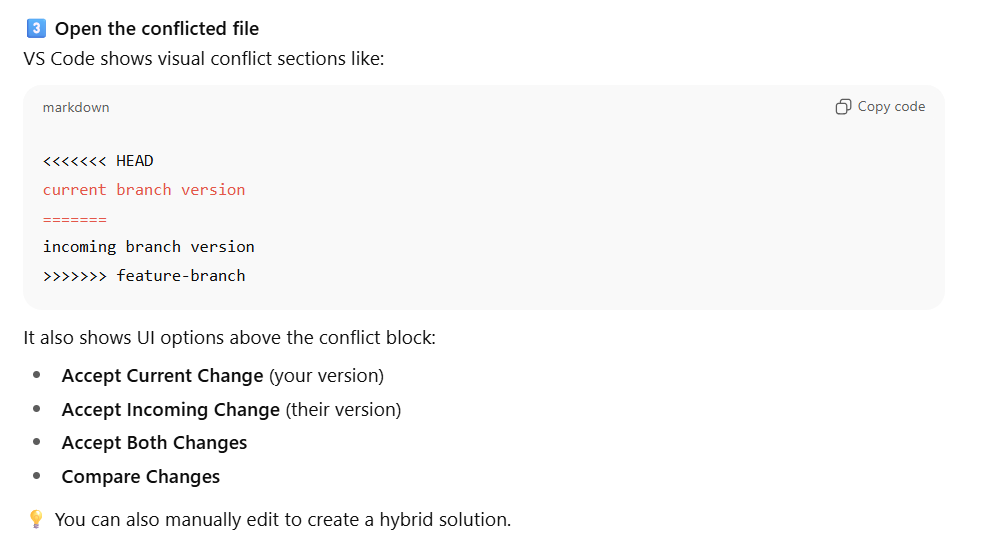 3 Open the conflicted file
VS Code shows visual conflict sections like:
markdown
Copy code
<<<<<<< HEAD
current branch version
=======
incoming branch version
>>>>>>> feature-branch
It also shows UI options above the conflict block:
• Accept Current Change (your version)
• Accept Incoming Change (their version)
• Accept Both Changes
• Compare Changes
💡 You can also manually edit to create a hybrid solution.